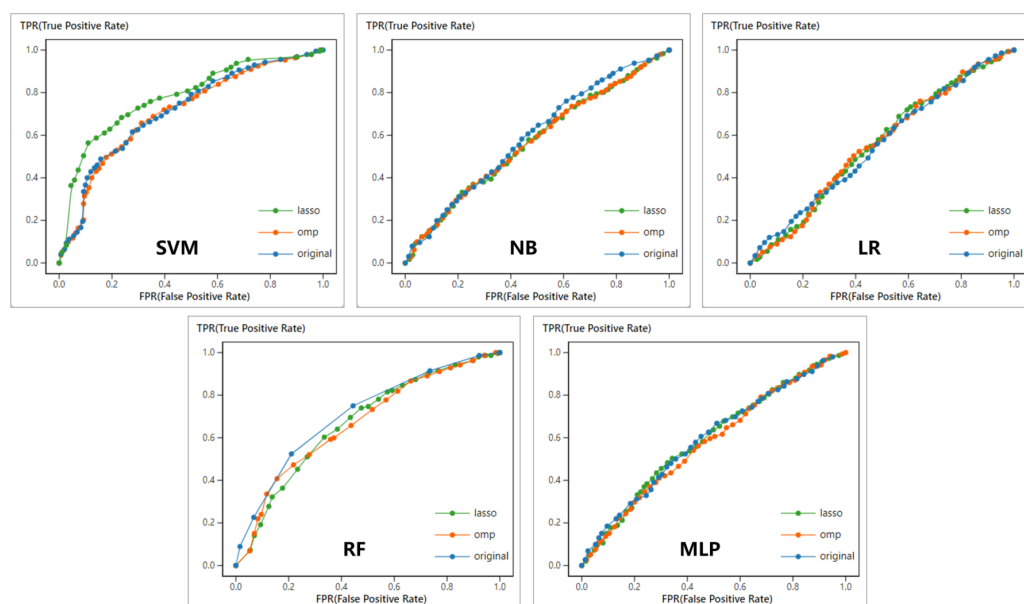 TPR(True Positive Rate)
1.0
0.8
0.6
0.4
0.2
0.0
lasso
omp
original
SVM
0.0 0.2 0.4 0.6 0.8 1.0
FPR(False Positive Rate)
TPR(True Positive Rate)
1.0
0.8
0.6
0.4
0.2
0.0
lasso
omp
original
NB
0.0 0.2 0.4 0.6 0.8 1.0
FPR(False Positive Rate)
TPR(True Positive Rate)
1.0
0.8
0.6
0.4
0.2
0.0
lasso
omp
original
LR
0.0 0.2 0.4 0.6 0.8 1.0
FPR(False Positive Rate)
TPR(True Positive Rate)
1.0
0.8
0.6
0.4
0.2
0.0
lasso
omp
original
RF
0.0 0.2 0.4 0.6 0.8 1.0
FPR(False Positive Rate)
TPR(True Positive Rate)
1.0
0.8
0.6
0.4
0.2
0.0
lasso
omp
original
MLP
0.0 0.2 0.4 0.6 0.8 1.0
FPR(False Positive Rate)